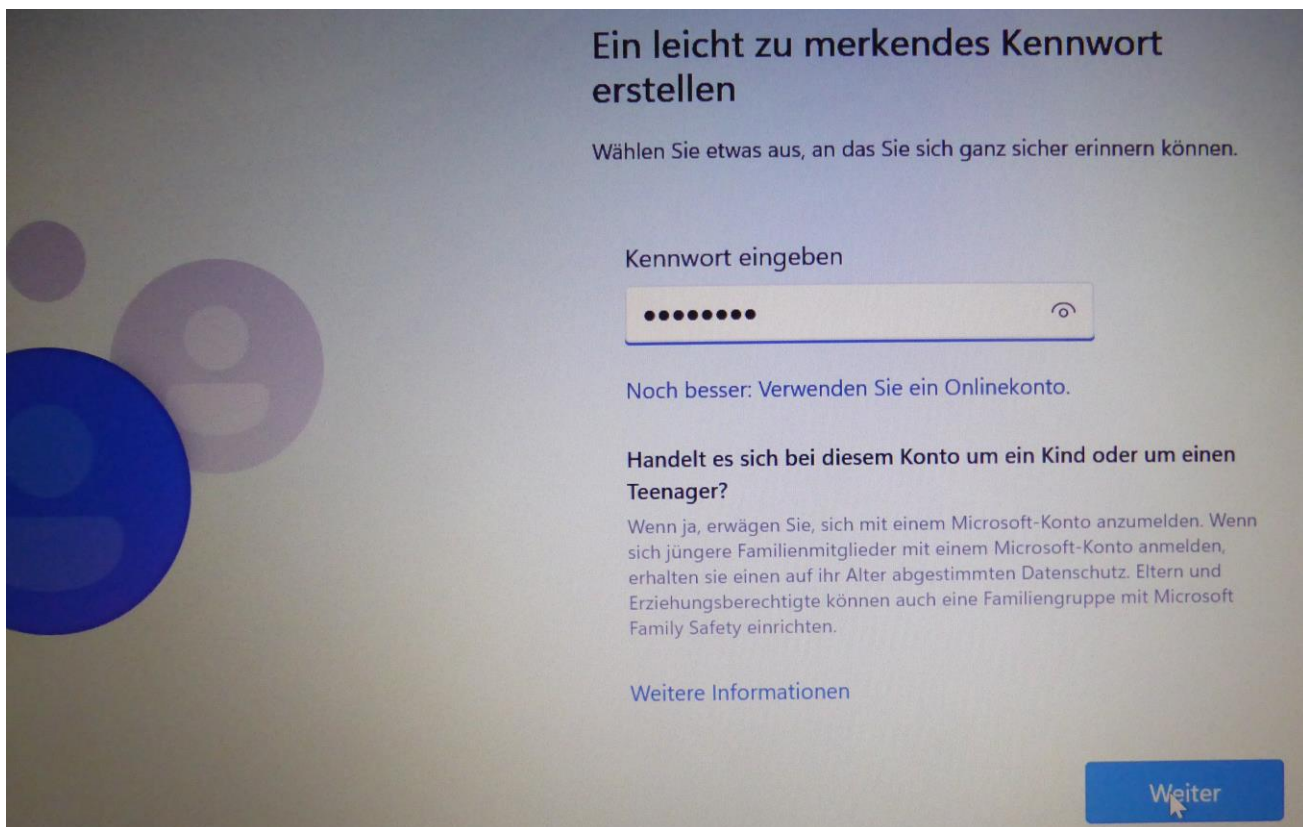 Ein leicht zu merkendes Kennwort
erstellen
Wählen Sie etwas aus, an das Sie sich ganz sicher erinnern können.
Kennwort eingeben
••••••••
Noch besser: Verwenden Sie ein Onlinekonto.
Handelt es sich bei diesem Konto um ein Kind oder um einen
Teenager?
Wenn ja, erwägen Sie, sich mit einem Microsoft-Konto anzumelden. Wenn
sich jüngere Familienmitglieder mit einem Microsoft-Konto anmelden,
erhalten sie einen auf ihr Alter abgestimmten Datenschutz. Eltern und
Erziehungsberechtigte können auch eine Familiengruppe mit Microsoft
Family Safety einrichten.
Weitere Informationen
Weiter